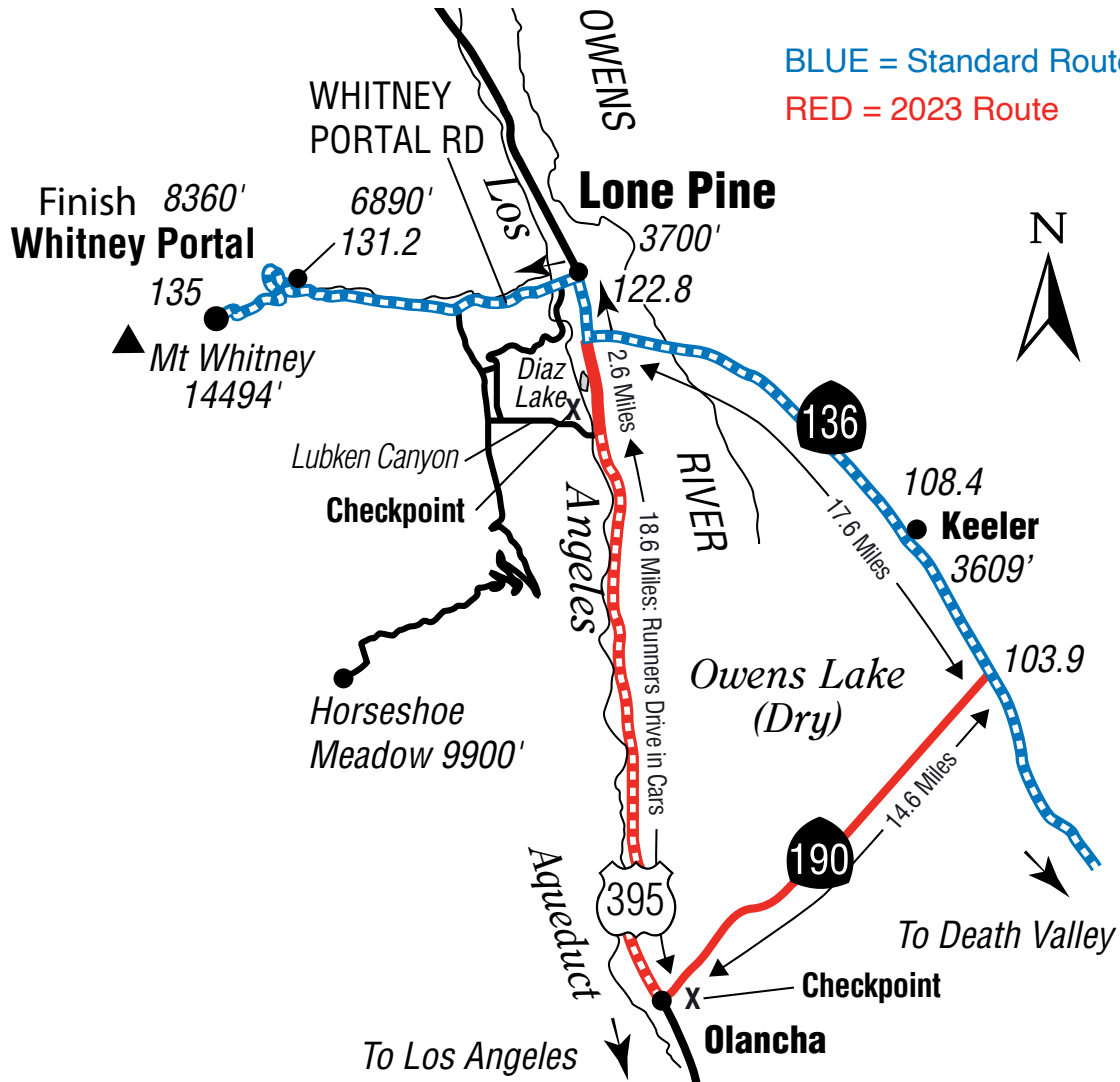 OWENS
BLUE = Standard Route
RED = 2023 Route
WHITNEY
PORTAL RD
Los
Lone Pine
3700'
122.8
Finish 8360'
Whitney Portal
135
6890'
131.2
N
Mt Whitney
14494'
Diaz
Lake
X
2.6 Miles
136
Lubken Canyon
Checkpoint
RIVER
108.4
Keeler
3609’
17.6 Miles
Angeles
18.6 Miles: Runners Drive in Cars
103.9
Owens Lake
(Dry)
Horseshoe
Meadow 9900'
14.6 Miles
190
395
Aqueduct
To Death Valley
X
Checkpoint
Olancha
To Los Angeles